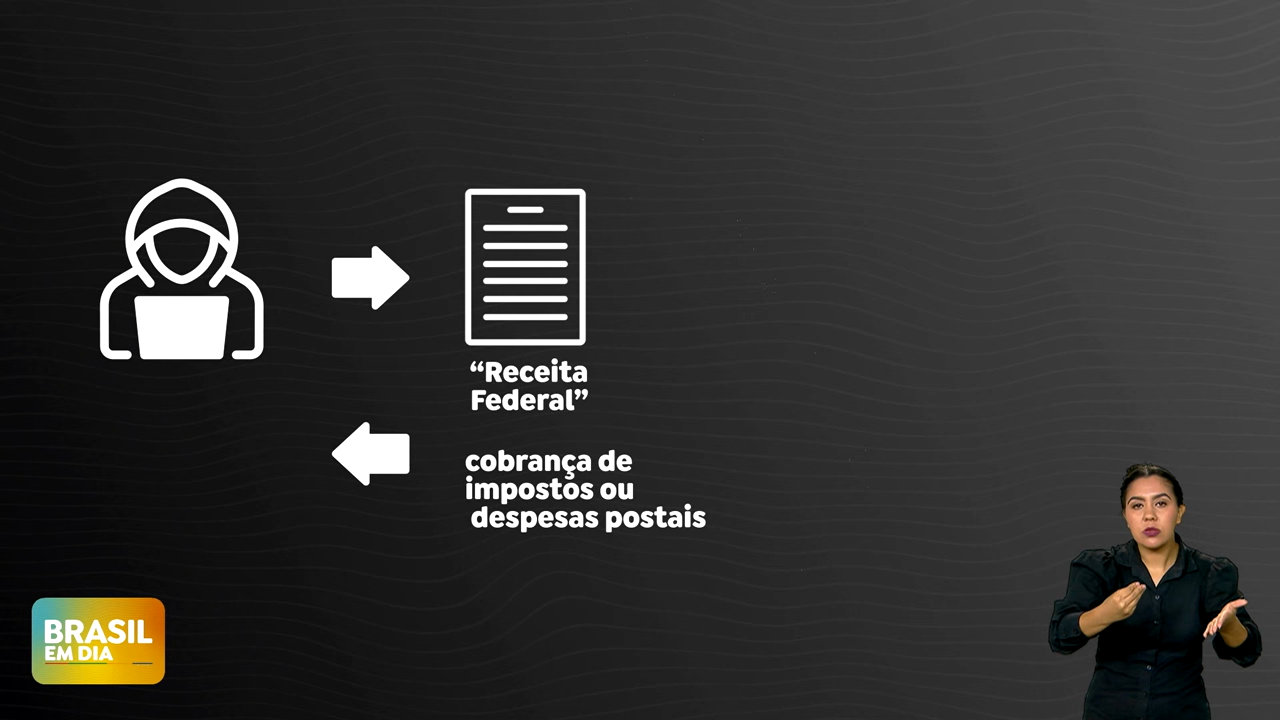 “Receita
Federal”
cobrança de
impostos ou
despesas postais
BRASIL
EM DIA